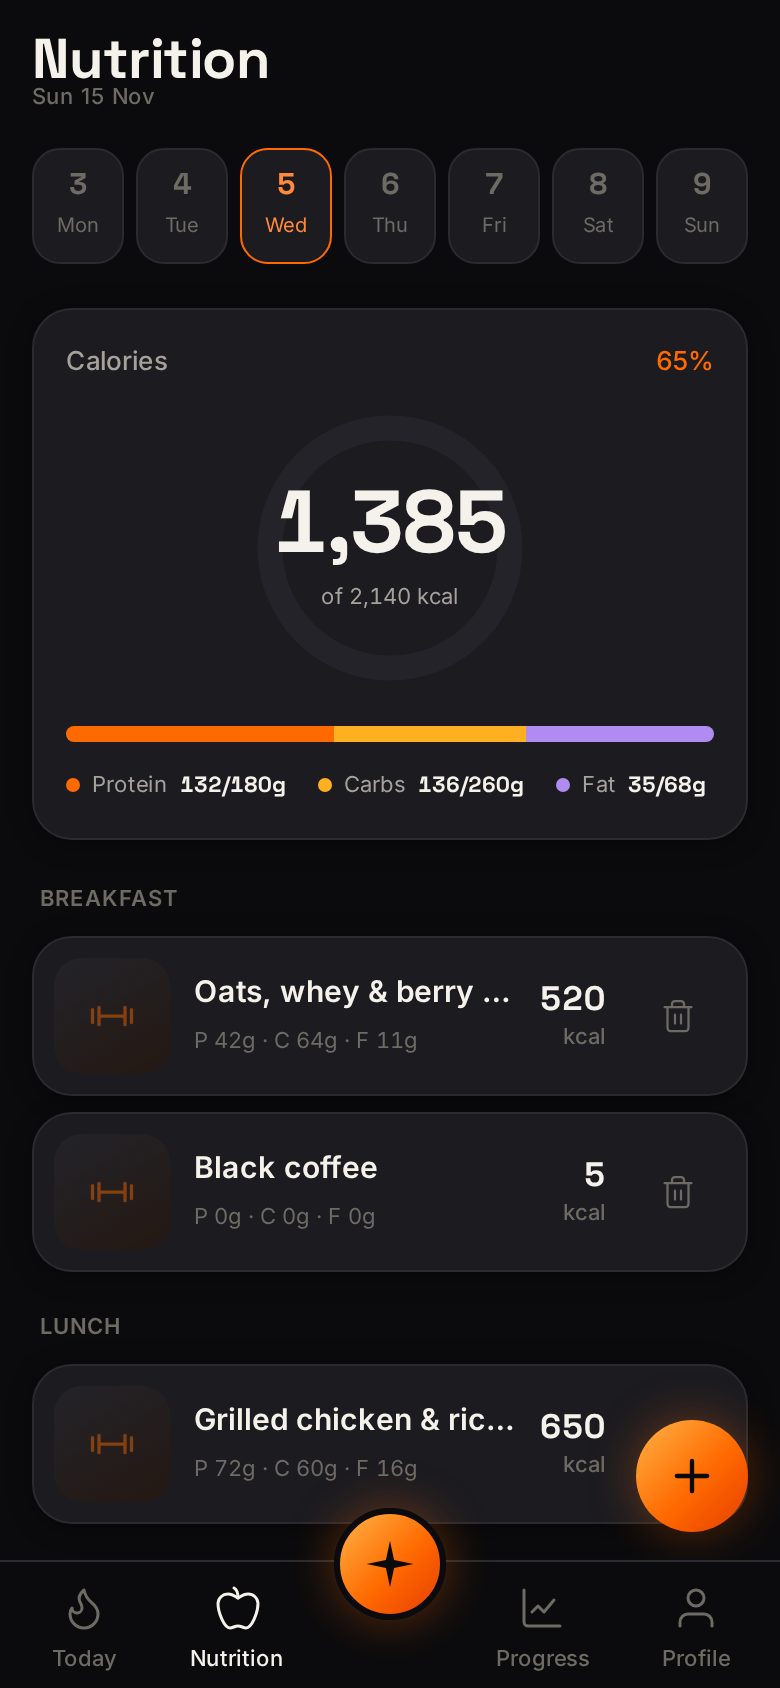 Nutrition
Sun 15 Nov
3 4 5 6 7 8 9
Mon Tue Wed Thu Fri Sat Sun
Calories 65%
1,385
of 2,140 kcal
Protein 132/180g Carbs 136/260g Fat 35/68g
BREAKFAST
Oats, whey & berry ... 520
P 42g · C 64g · F 11g kcal
Black coffee 5
P 0g · C 0g · F 0g kcal
LUNCH
Grilled chicken & ric... 650
P 72g · C 60g · F 16g kcal
Today Nutrition Progress Profile